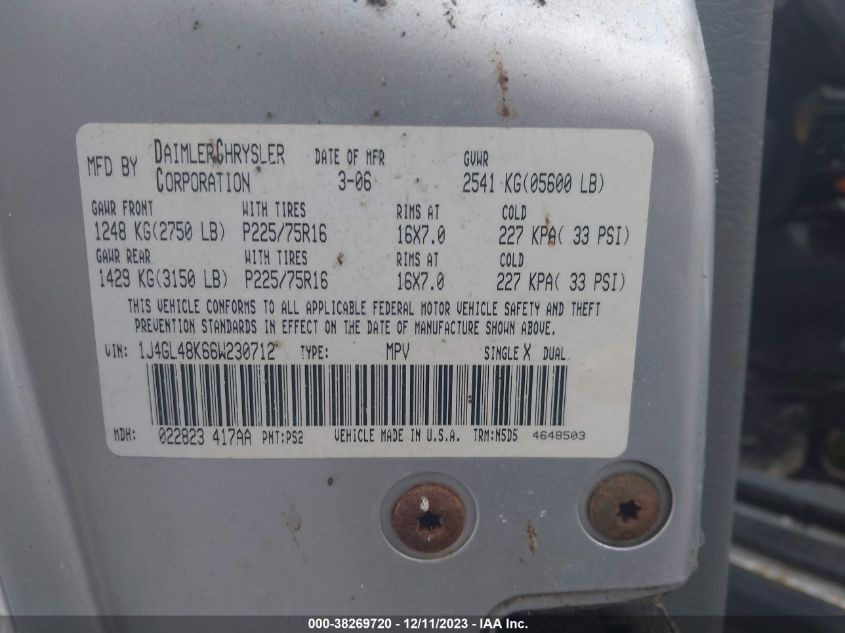 MFD BY DAIMLERCHRYSLER CORPORATION DATE OF MFR 3-06 GVWR 2541 KG(05600 LB)
GAWR FRONT WITH TIRES RIMS AT COLD
1248 KG(2750 LB) P225/75R16 16X7.0 227 KPA( 33 PSI)
GAWR REAR WITH TIRES RIMS AT COLD
1429 KG(3150 LB) P225/75R16 16X7.0 227 KPA( 33 PSI)
THIS VEHICLE CONFORMS TO ALL APPLICABLE FEDERAL MOTOR VEHICLE SAFETY AND THEFT
PREVENTION STANDARDS IN EFFECT ON THE DATE OF MANUFACTURE SHOWN ABOVE.
VIN: 1J4GL48K66W230712 TYPE: MPV SINGLE X DUAL
MDH: 022823 417AA PNT:PS2 VEHICLE MADE IN U.S.A. TRM:N5D5 4648503
000-38269720 - 12/11/2023 - IAA Inc.